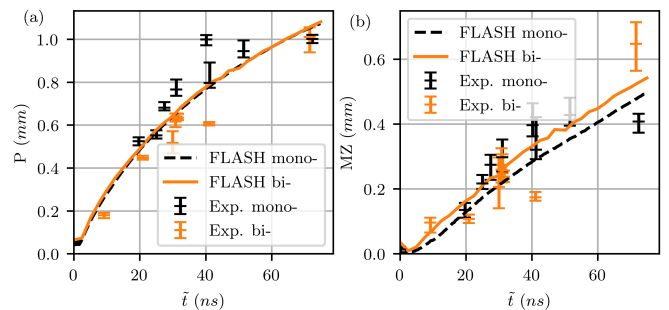 (a)
P (mm)
1.0
0.8
0.6
0.4
0.2
0.0
0
20
40
60
t̃ (ns)
FLASH mono-
FLASH bi-
Exp. mono-
Exp. bi-
(b)
MZ (mm)
0.6
0.4
0.2
0.0
0
20
40
60
t̃ (ns)
FLASH mono-
FLASH bi-
Exp. mono-
Exp. bi-